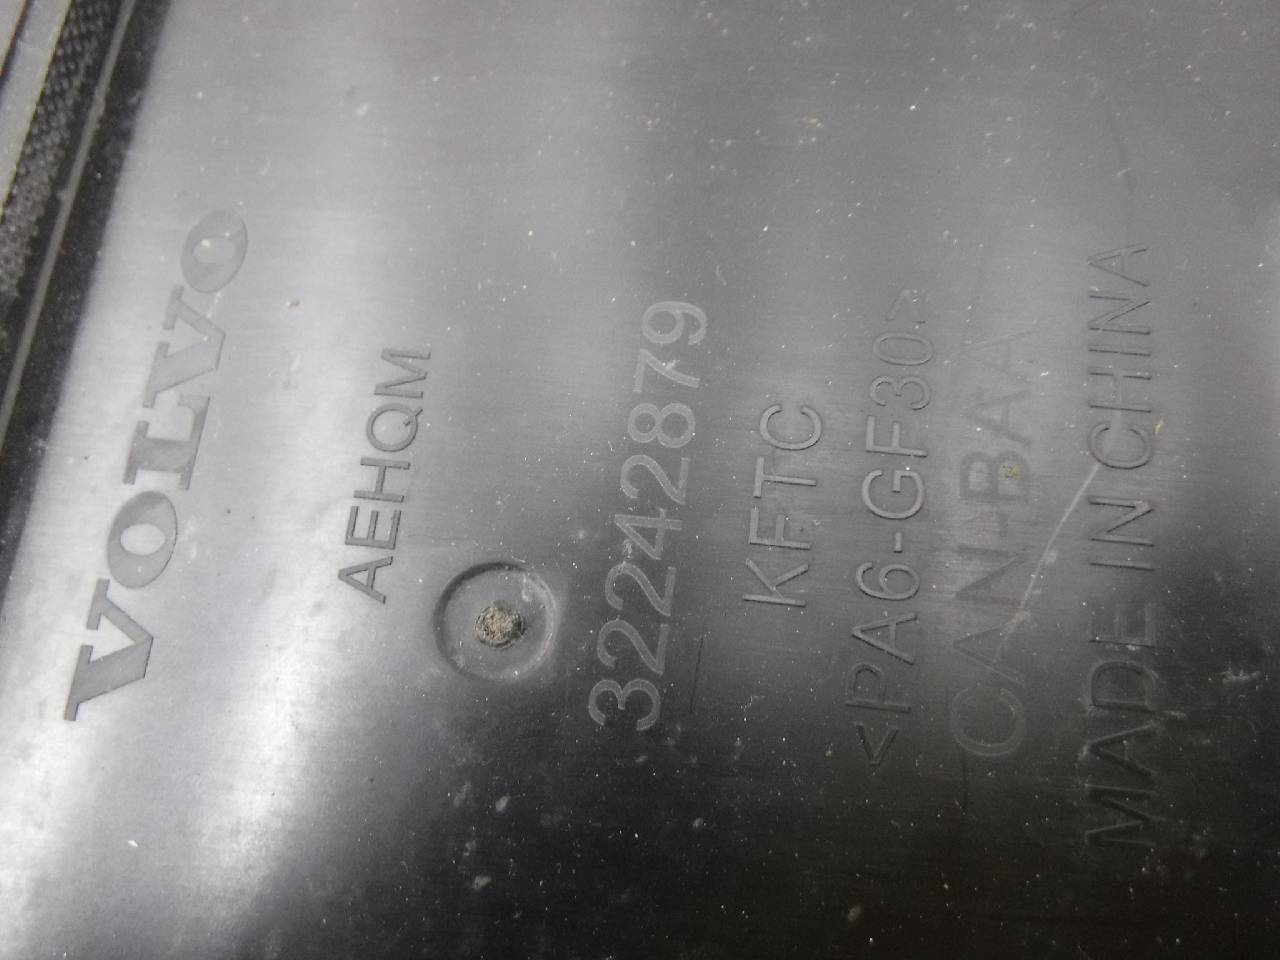 VOLVO
AEHQM
32242879
KFTC
<PA6-GF30>
CAN-BAA
MADE IN CHINA